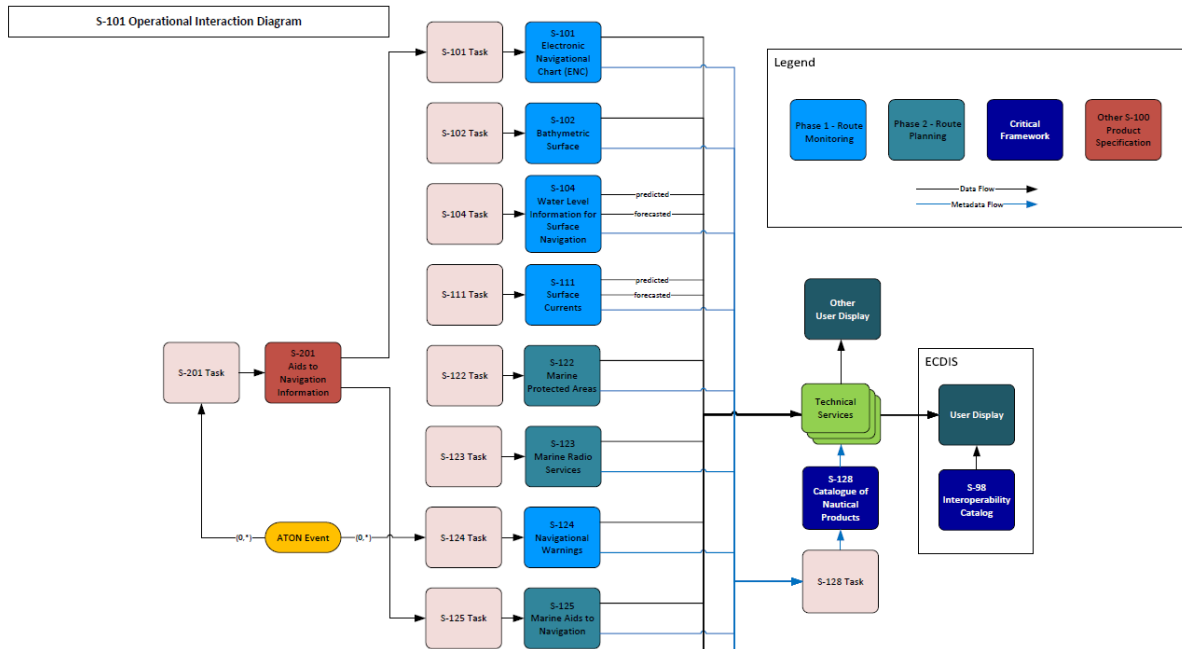 S-101 Operational Interaction Diagram
S-101 Task
S-101
Electronic
Navigational
Chart (ENC)
Legend
Phase 1 - Route
Monitoring
Phase 2 - Route
Planning
Critical
Framework
Other S-100
Product
Specification
Data Flow
Metadata Flow
S-102 Task
S-102
Bathymetric
Surface
S-104 Task
S-104
Water Level
information for
Surface
Navigation
predicted
forecasted
S-111 Task
S-111
Surface
Currents
predicted
forecasted
Other
User Display
S-201 Task
S-201
Aids to
Navigation
Information
S-122 Task
S-122
Marine
Protected Areas
ECDIS
Technical
Services
User Display
S-123 Task
S-123
Marine Radio
Services
S-128
Catalogue of
Nautical
Products
S-98
Interoperability
Catalog
(0,*)
ATON Event
(0,*)
S-124 Task
S-124
Navigational
Warnings
S-128 Task
S-125 Task
S-125
Marine Aids to
Navigation